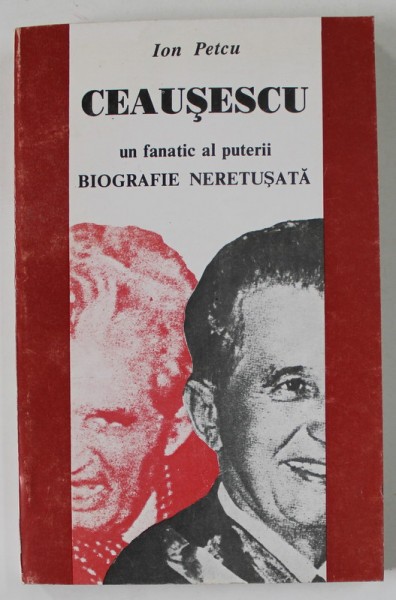 Ion Petcu
CEAUŞESCU
un fanatic al puterii
BIOGRAFIE NERETUŞATĂ